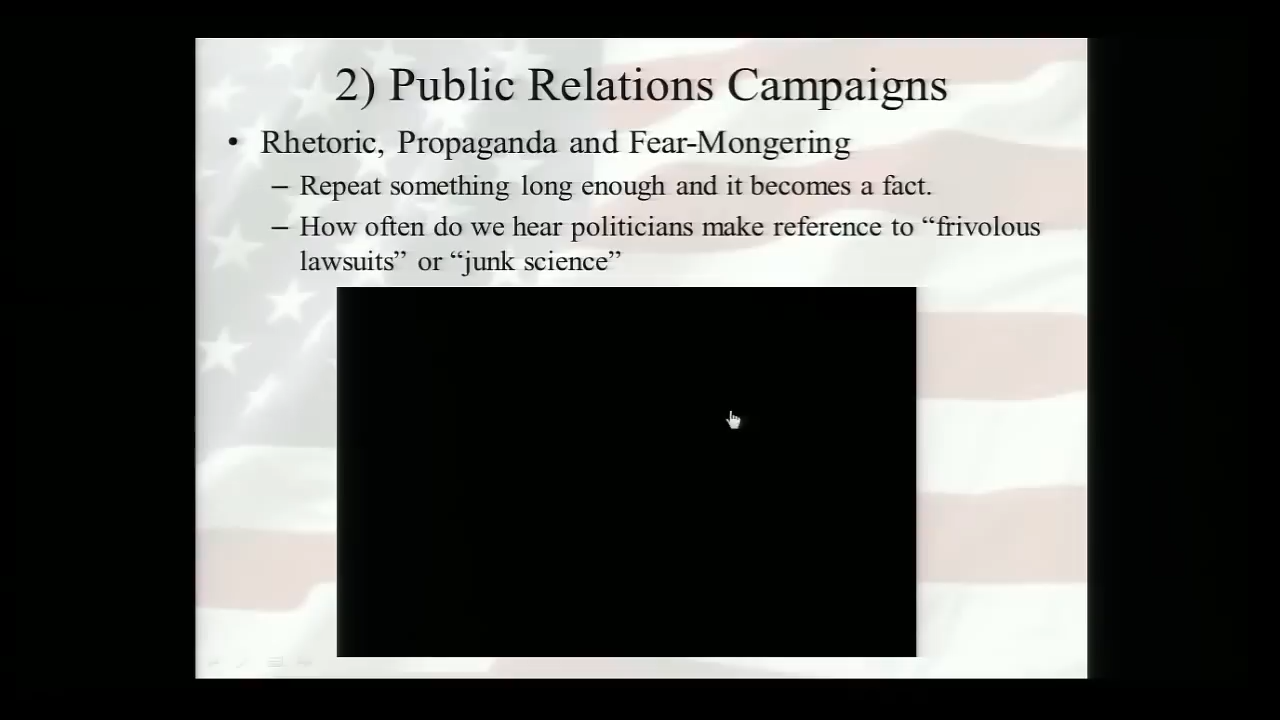 2) Public Relations Campaigns
• Rhetoric, Propaganda and Fear-Mongering
– Repeat something long enough and it becomes a fact.
– How often do we hear politicians make reference to “frivolous
lawsuits” or “junk science”